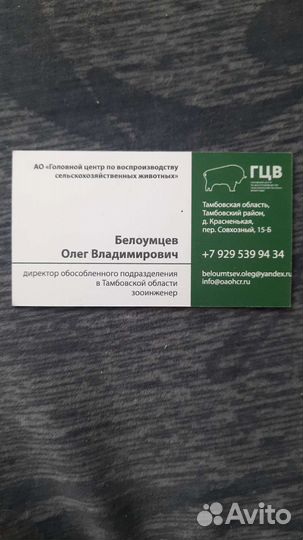 АО «Головной центр по воспроизводству
сельскохозяйственных животных»
Белоумцев
Олег Владимирович
директор обособленного подразделения
в Тамбовской области
зооинженер
ГЦВ
Тамбовская область,
Тамбовский район,
д. Красненькая,
пер. Совхозный, 15-Б
+7 929 539 94 34
beloumtsev.oleg@yandex.ru
info@oaohcr.ru
Avito